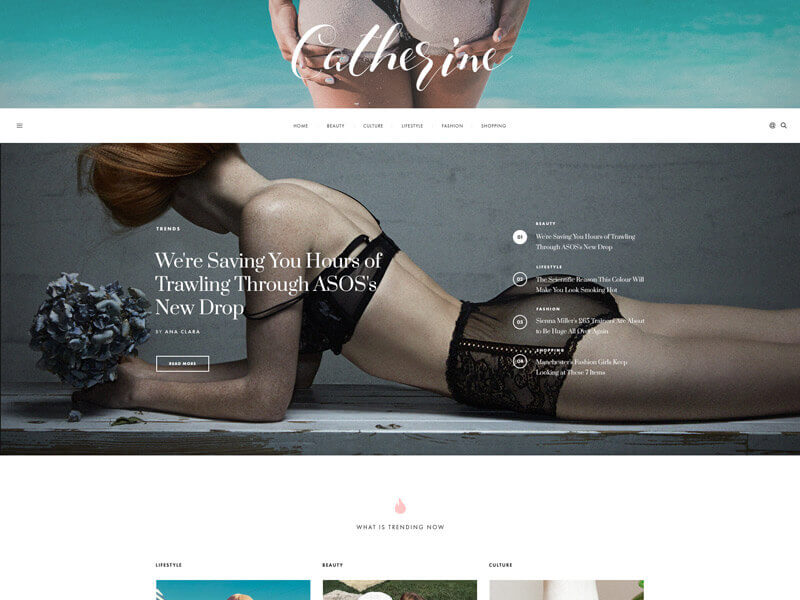 Catherine
HOME
BEAUTY
CULTURE
LIFESTYLE
FASHION
SHOPPING
TRENDS
We're Saving You Hours of
Trawling Through ASOS's
New Drop
BY ANA CLARA
READ MORE
BEAUTY
01
We're Saving You Hours of Trawling
Through ASOS's New Drop
LIFESTYLE
02
The Scientific Reason This Colour Will
Make You Look Smoking Hot
FASHION
03
Sienna Miller's £165 Trainers Are About
to Be Huge All Over Again
SHOPPING
04
Manchester's Fashion Girls Keep
Looking at These 7 Items
WHAT IS TRENDING NOW
LIFESTYLE
BEAUTY
CULTURE